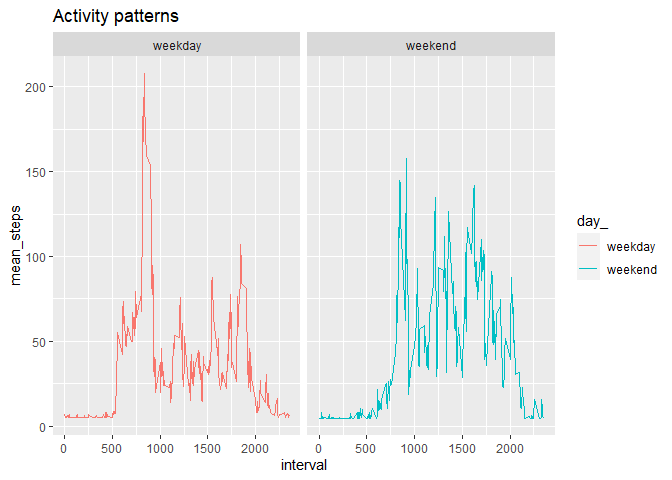 Activity patterns
weekday weekend
200
150
100
50
0
mean_steps
0 500 1000 1500 2000 0 500 1000 1500 2000
interval
day_
weekday
weekend